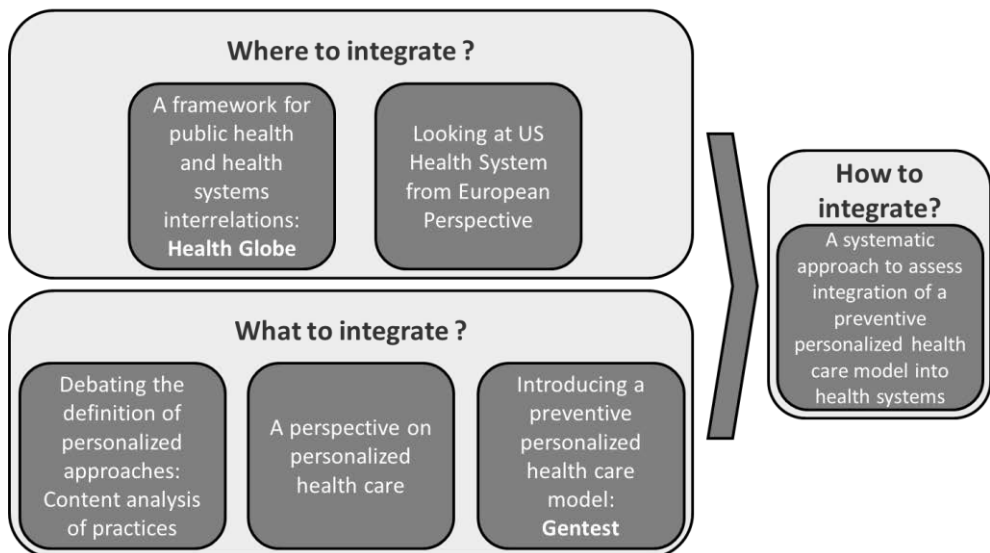 Where to integrate ?
A framework for
public health
and health
systems
interrelations:
Health Globe
Looking at US
Health System
from European
Perspective
What to integrate ?
Debating the
definition of
personalized
approaches:
Content analysis
of practices
A perspective on
personalized
health care
Introducing a
preventive
personalized
health care
model:
Gentest
How to
integrate?
A systematic
approach to assess
integration of a
preventive
personalized health
care model into
health systems